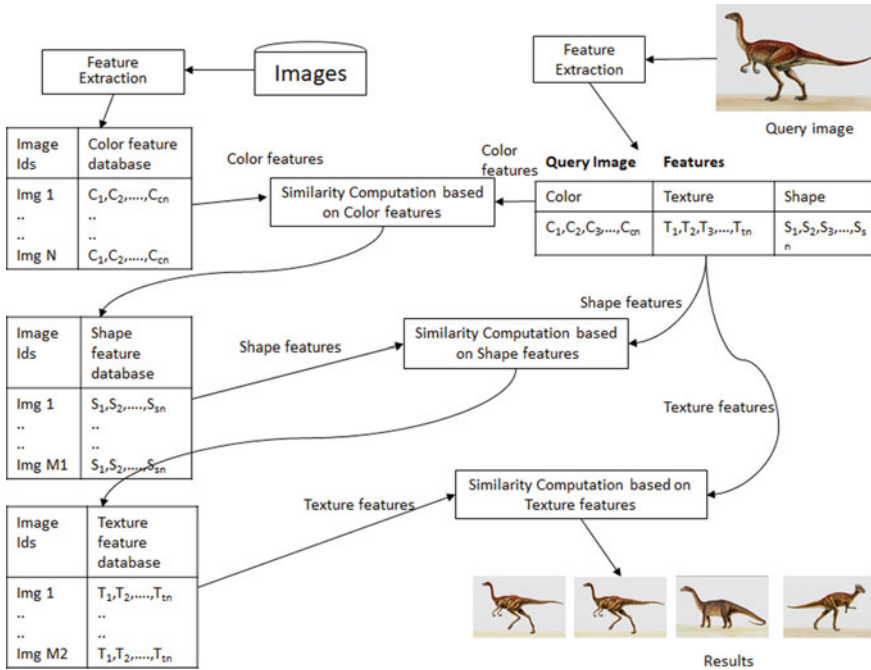 Feature
Extraction
Images
Feature
Extraction
Query image
Image
Ids
Color feature
database
Img 1
C₁,C₂,....,Ccn
..
..
..
..
Img N
C₁,C₂,....,Ccn
Color features
Similarity Computation based
on Color features
Color
features
Query Image Features
Color
Texture
Shape
C₁,C₂,C₃,...,Ccn
T₁,T₂,T₃,...,Ttn
S₁,S₂,S₃,...,Ss
n
Image
Ids
Shape
feature
database
Img 1
S₁,S₂,....,Ssn
..
..
..
..
Img M1
S₁,S₂,....,Ssn
Shape features
Similarity Computation based
on Shape features
Shape features
Texture features
Image
Ids
Texture
feature
database
Img 1
T₁,T₂,....,Ttn
..
..
..
..
Img M2
T₁,T₂,....,Ttn
Texture features
Similarity Computation based on
Texture features
Results